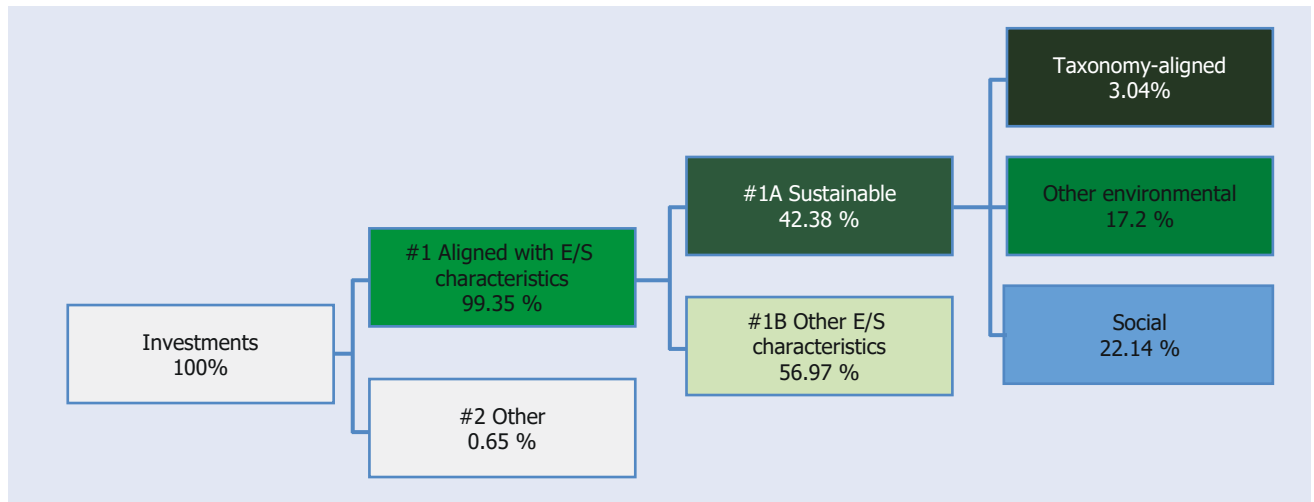 Investments
100%
#1 Aligned with E/S
characteristics
99.35 %
#2 Other
0.65 %
#1A Sustainable
42.38 %
#1B Other E/S
characteristics
56.97 %
Taxonomy-aligned
3.04%
Other environmental
17.2 %
Social
22.14 %